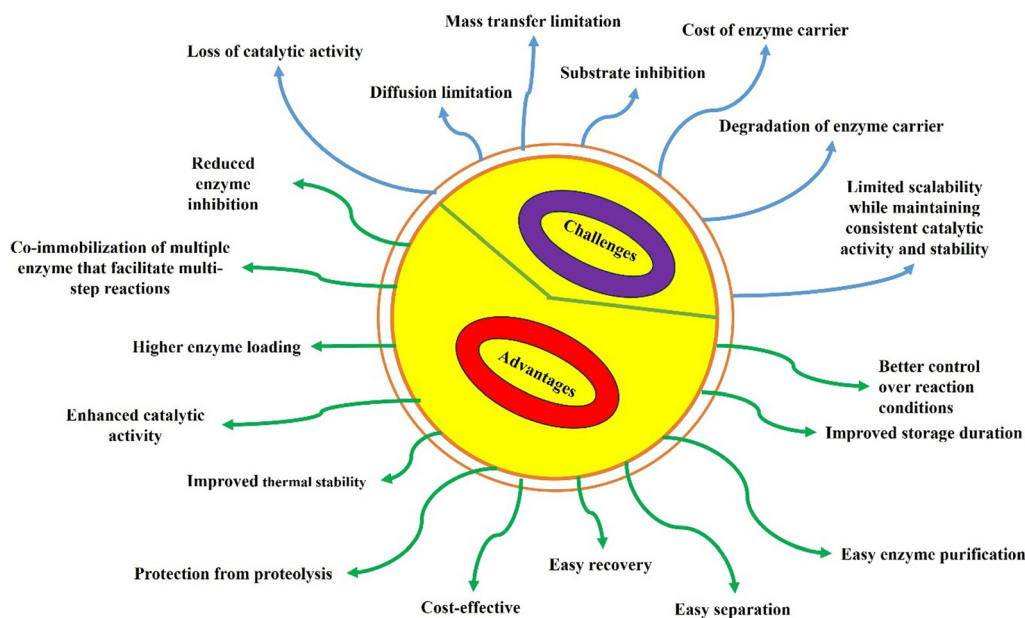 Mass transfer limitation
Cost of enzyme carrier
Loss of catalytic activity
Substrate inhibition
Diffusion limitation
Degradation of enzyme carrier
Reduced
enzyme
inhibition
Limited scalability
while maintaining
consistent catalytic
activity and stability
Challenges
Co-immobilization of multiple
enzyme that facilitate multi-
step reactions
Higher enzyme loading
Advantages
Better control
over reaction
conditions
Enhanced catalytic
activity
Improved storage duration
Improved thermal stability
Easy enzyme purification
Easy recovery
Protection from proteolysis
Cost-effective
Easy separation